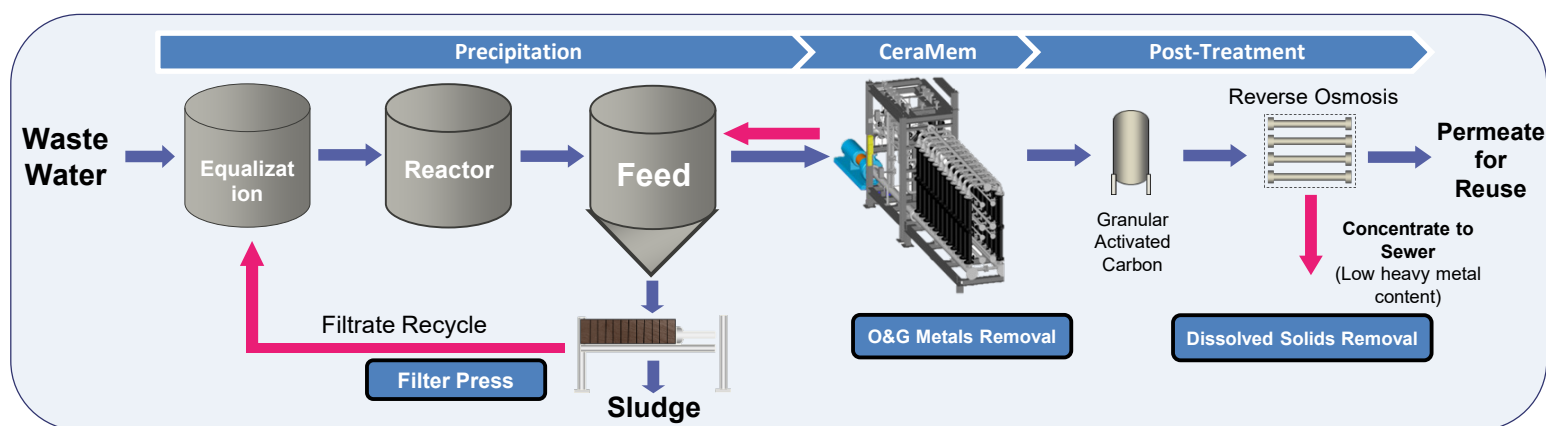 Precipitation
CeraMem
Post-Treatment
Waste
Water
Equalizat
ion
Reactor
Feed
Granular
Activated
Carbon
Reverse Osmosis
Permeate
for
Reuse
Concentrate to
Sewer
(Low heavy metal
content)
Filtrate Recycle
Filter Press
O&G Metals Removal
Dissolved Solids Removal
Sludge